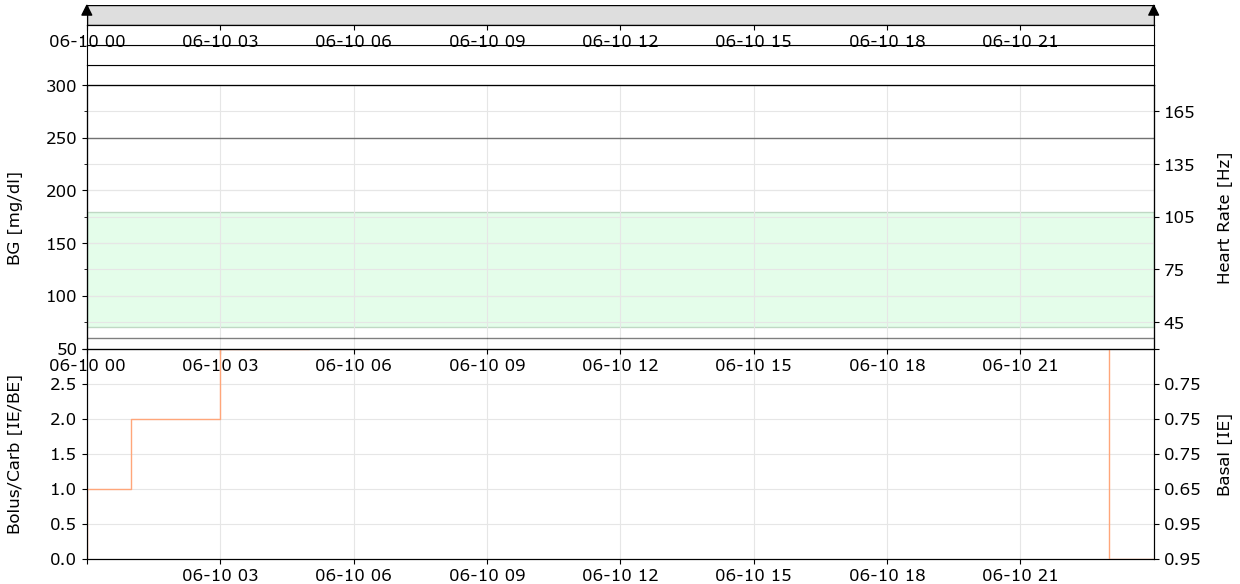 06-10 00 06-10 03 06-10 06 06-10 09 06-10 12 06-10 15 06-10 18 06-10 21
300
165
250
135
200
105
150
75
100
45
50
BG [mg/dl]
Heart Rate [Hz]
06-10 00 06-10 03 06-10 06 06-10 09 06-10 12 06-10 15 06-10 18 06-10 21
2.5 0.75
2.0 0.75
1.5 0.75
1.0 0.65
0.5 0.95
0.0 0.95
Bolus/Carb [IE/BE]
Basal [IE]
06-10 03 06-10 06 06-10 09 06-10 12 06-10 15 06-10 18 06-10 21